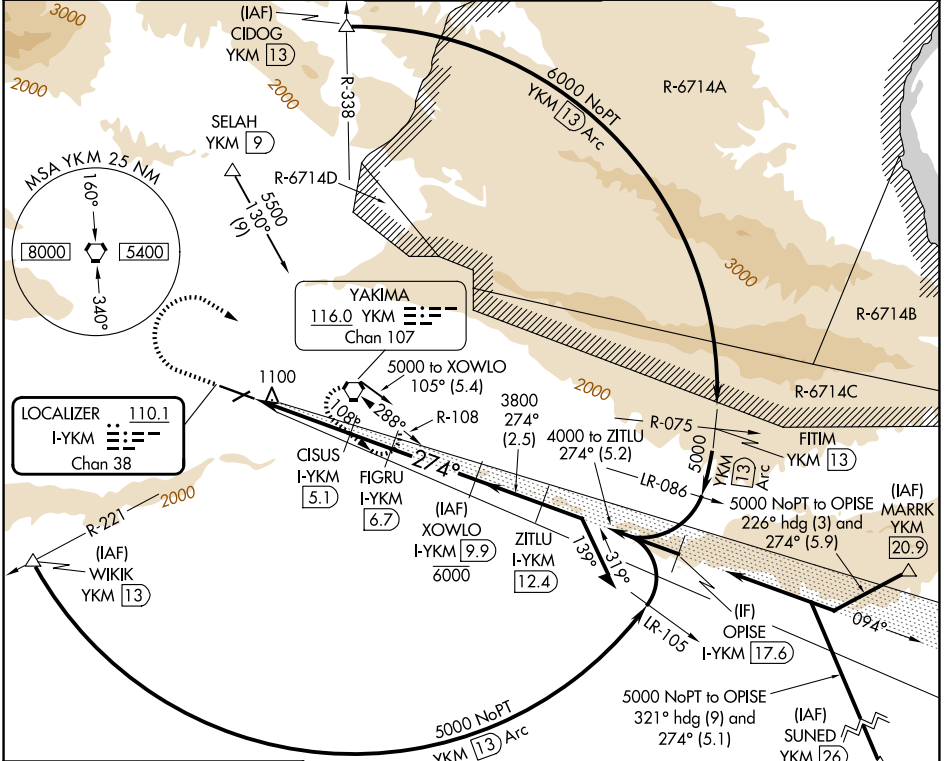 3000
(IAF)
CIDOG
YKM 13
2000
2000
R-338
6000 NoPT
YKM 13 Arc
R-6714A
SELAH
YKM 9
5500
130°
(9)
R-6714D
MSA YKM 25 NM
160°
8000
5400
340°
3000
R-6714B
YAKIMA
116.0 YKM
Chan 107
R-6714C
5000 to XOWLO
105° (5.4)
2000
1100
LOCALIZER 110.1
I-YKM
Chan 38
108°
288°
R-108
3800
274°
(2.5)
R-075
5000
YKM 13 Arc
FITIM
YKM 13
4000 to ZITLU
274° (5.2)
LR-086
CISUS
I-YKM
5.1
FIGRU
I-YKM
6.7
274°
5000 NoPT to OPISE
226° hdg (3) and
274° (5.9)
(IAF)
MARRK
YKM
20.9
(IAF)
XOWLO
I-YKM 9.9
6000
ZITLU
I-YKM
12.4
139°
319°
2000
R-221
(IAF)
WIKIK
YKM 13
(IF)
OPISE
I-YKM 17.6
LR-105
094°
5000 NoPT to OPISE
321° hdg (9) and
274° (5.1)
(IAF)
SUNED
YKM 26
5000 NoPT
YKM 13 Arc